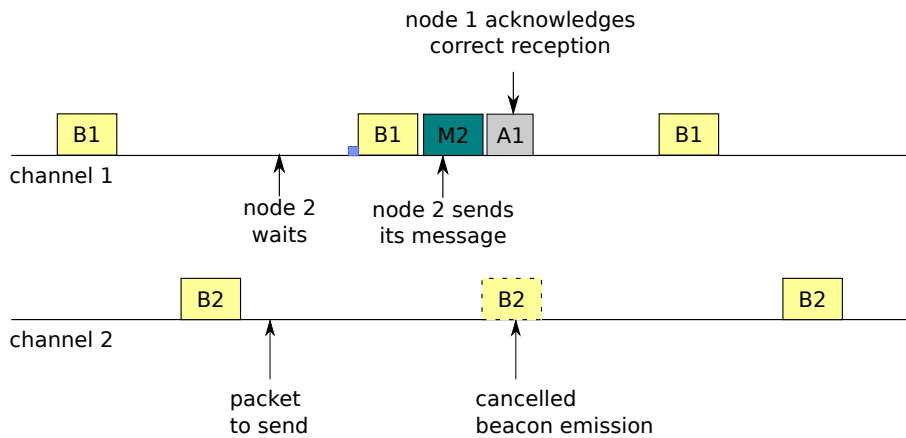 node 1 acknowledges
correct reception
B1
B1
M2
A1
B1
channel 1
node 2
waits
node 2 sends
its message
B2
B2
B2
channel 2
packet
to send
cancelled
beacon emission